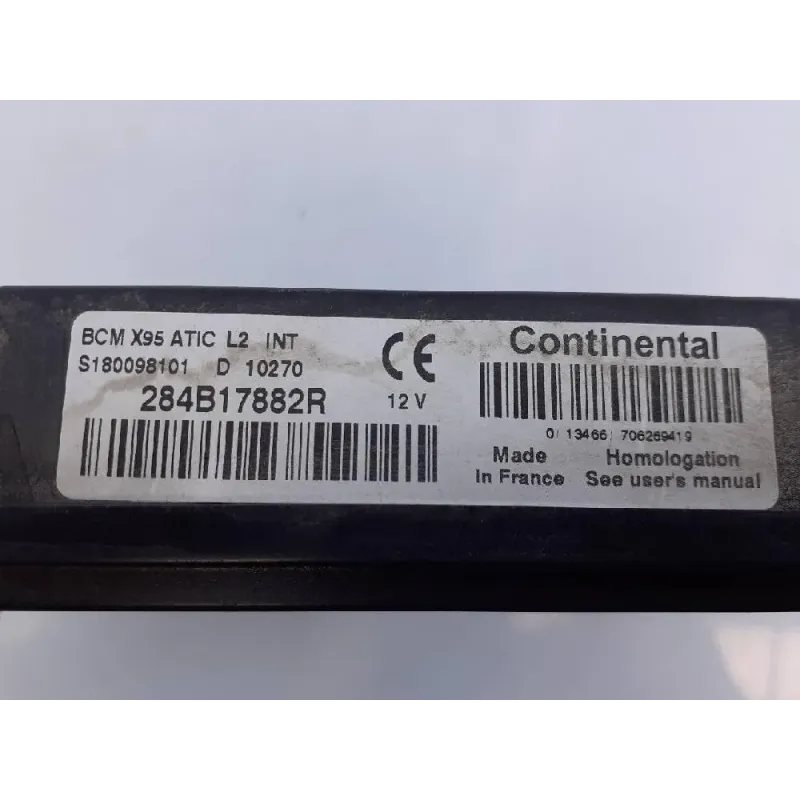 BCM X95 ATIC L2 INT
S180098101 D 10270
284B17882R
CE
12 V
Continental
0/ 13466/ 706269419
Made
in France
Homologation
See user's manual